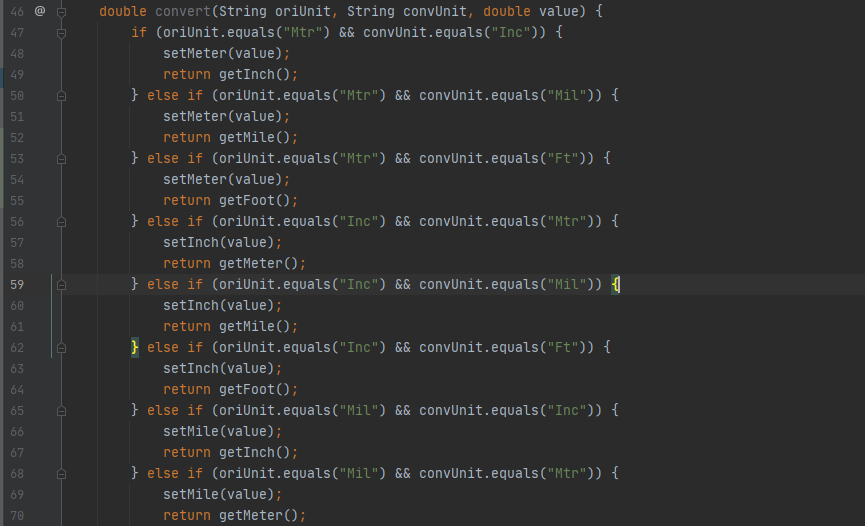 46 @ double convert(String oriUnit, String convUnit, double value) {
47 if (oriUnit.equals("Mtr") && convUnit.equals("Inc")) {
48 setMeter(value);
49 return getInch();
50 } else if (oriUnit.equals("Mtr") && convUnit.equals("Mil")) {
51 setMeter(value);
52 return getMile();
53 } else if (oriUnit.equals("Mtr") && convUnit.equals("Ft")) {
54 setMeter(value);
55 return getFoot();
56 } else if (oriUnit.equals("Inc") && convUnit.equals("Mtr")) {
57 setInch(value);
58 return getMeter();
59 } else if (oriUnit.equals("Inc") && convUnit.equals("Mil")) {
60 setInch(value);
61 return getMile();
62 } else if (oriUnit.equals("Inc") && convUnit.equals("Ft")) {
63 setInch(value);
64 return getFoot();
65 } else if (oriUnit.equals("Mil") && convUnit.equals("Inc")) {
66 setMile(value);
67 return getInch();
68 } else if (oriUnit.equals("Mil") && convUnit.equals("Mtr")) {
69 setMile(value);
70 return getMeter();